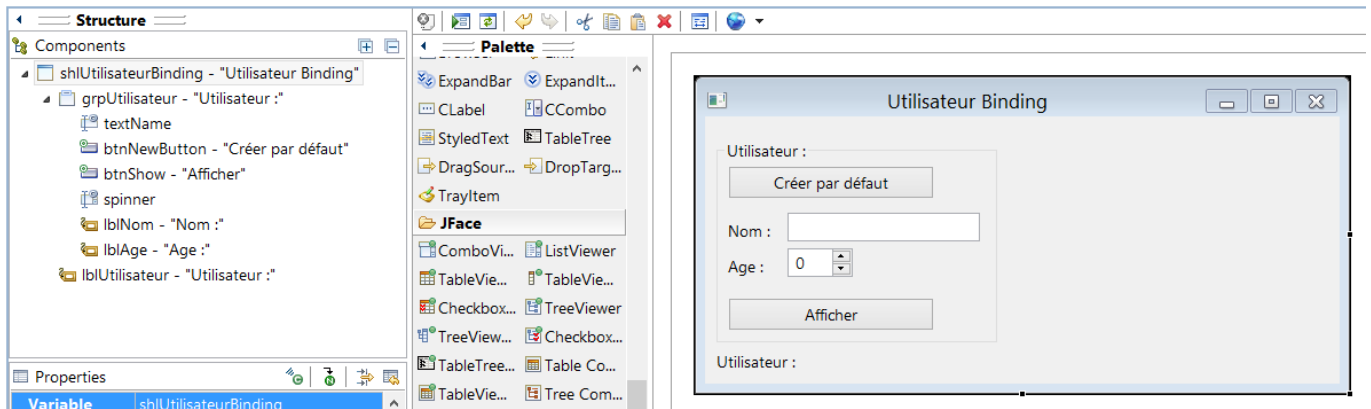 Structure
Components
shlUtilisateurBinding - "Utilisateur Binding"
grpUtilisateur - "Utilisateur :"
textName
btnNewButton - "Créer par défaut"
btnShow - "Afficher"
spinner
lblNom - "Nom :"
lblAge - "Age :"
lblUtilisateur - "Utilisateur :"
Properties
Variable shlUtilisateurBinding
Palette
ExpandBar ExpandIt...
CLabel CCombo
StyledText TableTree
DragSour... DropTarg...
TrayItem
JFace
ComboVi... ListViewer
TableVie... TableVie...
Checkbox... TreeViewer
TreeView... Checkbox...
TableTree... Table Co...
TableVie... Tree Com...
Utilisateur Binding
Utilisateur :
Créer par défaut
Nom :
Age : 0
Afficher
Utilisateur :